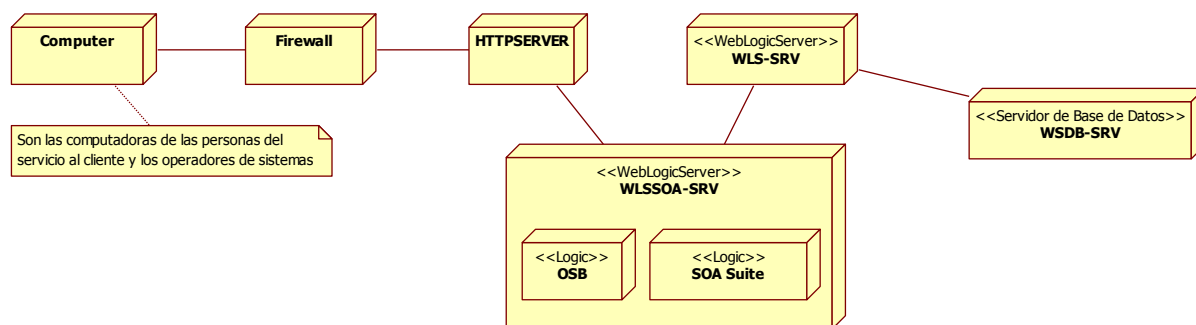 Computer
Firewall
HTTPSERVER
<<WebLogicServer>>
WLS-SRV
<<Servidor de Base de Datos>>
WSDB-SRV
Son las computadoras de las personas del
servicio al cliente y los operadores de sistemas
<<WebLogicServer>>
WLSSOA-SRV
<<Logic>>
OSB
<<Logic>>
SOA Suite